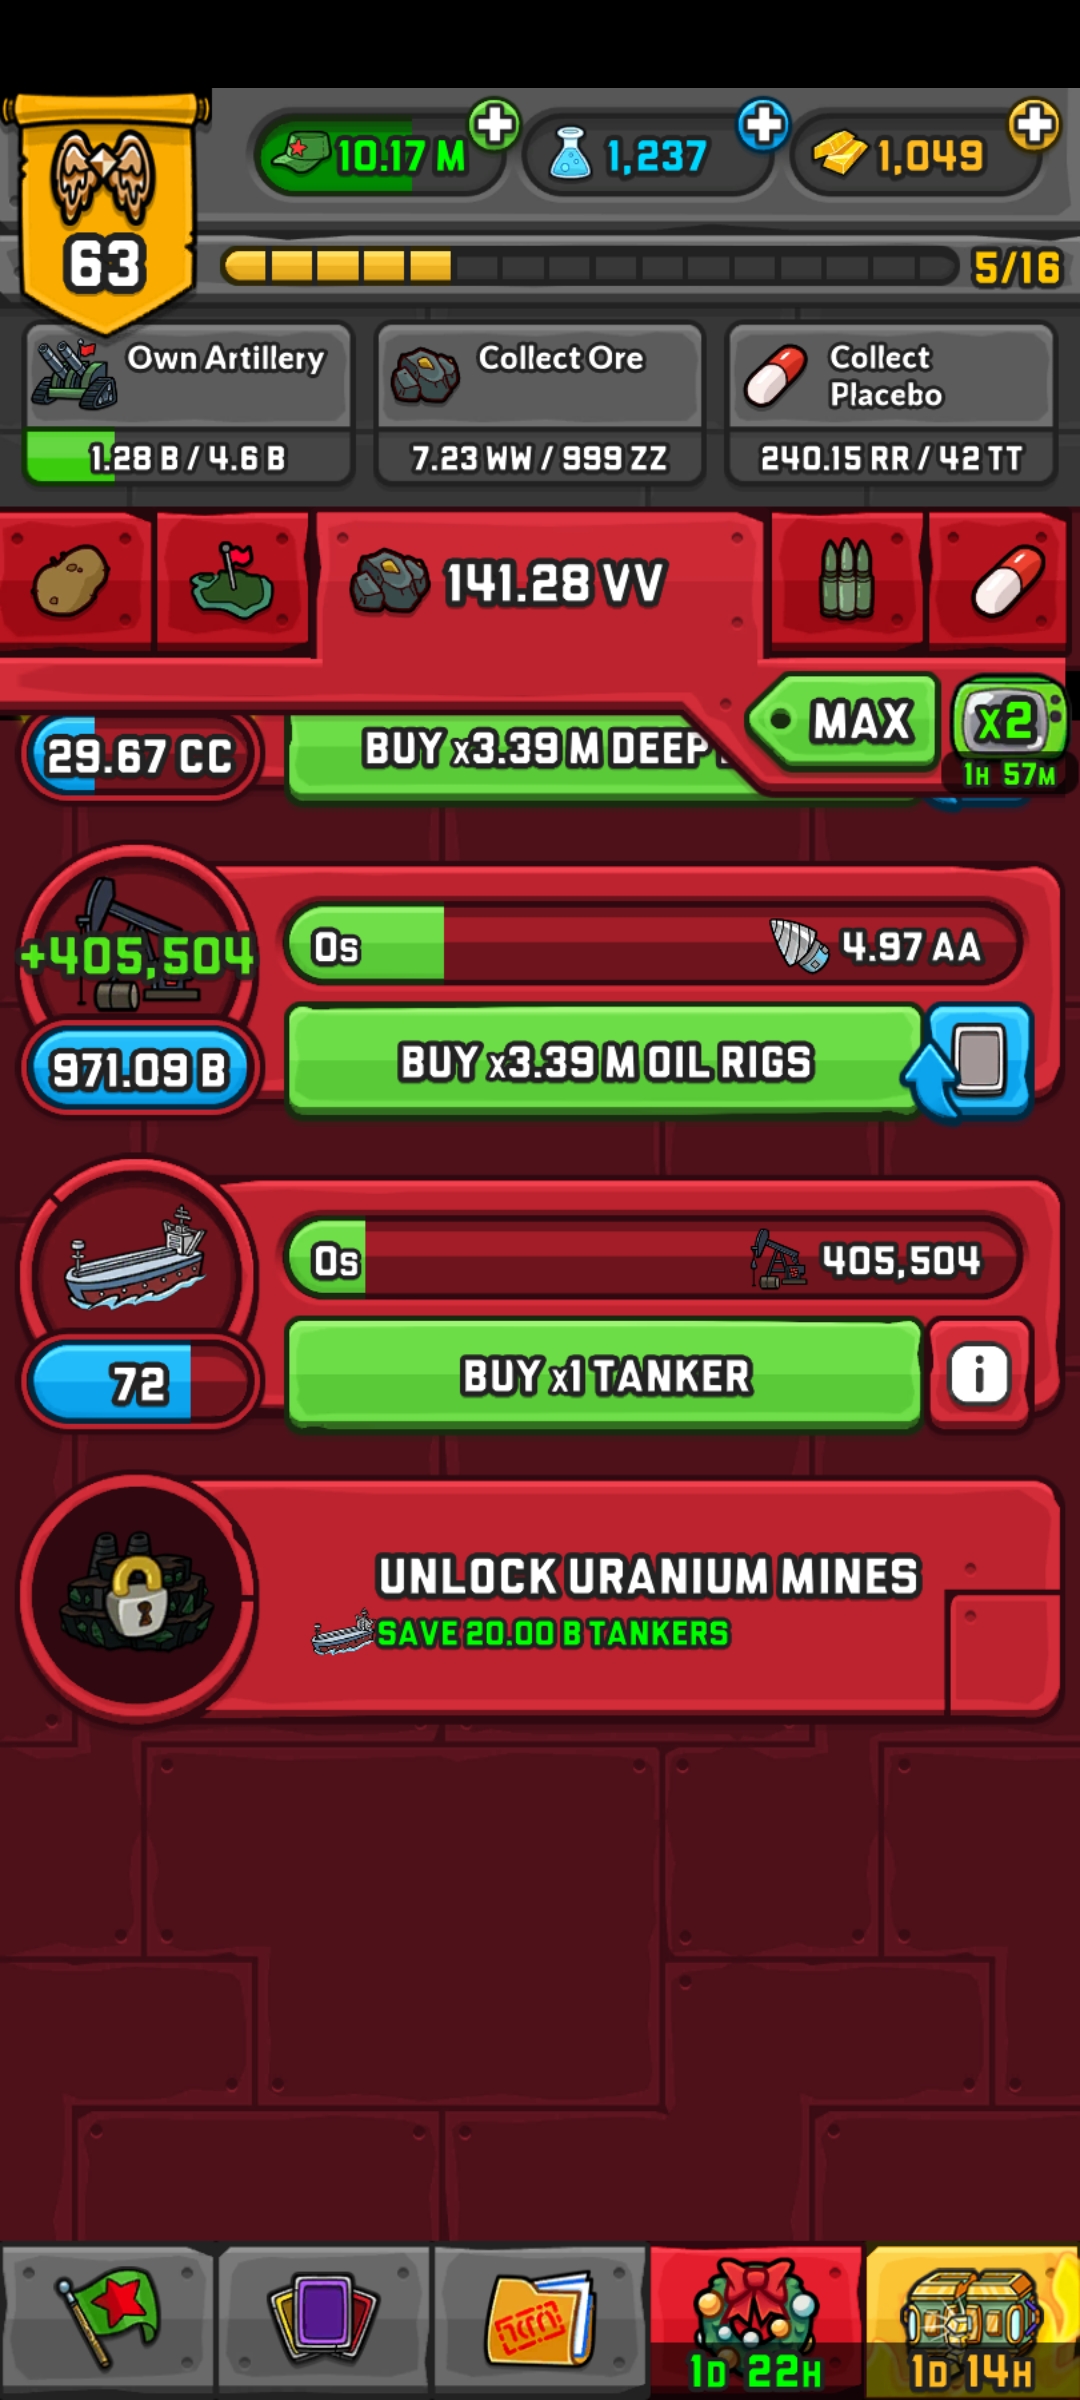 10.17 M
1,237
1,049
63
5/16
Own Artillery
1.28 B / 4.6 B
Collect Ore
7.23 WW / 999 ZZ
Collect
Placebo
240.15 RR / 42 TT
141.28 VV
MAX
X2
1H 57M
29.67 CC
BUY x3.39 M DEEP
+405,504
0s
4.97 AA
971.09 B
BUY x3.39 M OIL RIGS
0s
405,504
72
BUY x1 TANKER
i
UNLOCK URANIUM MINES
SAVE 20.00 B TANKERS
1D 22H
1D 14H